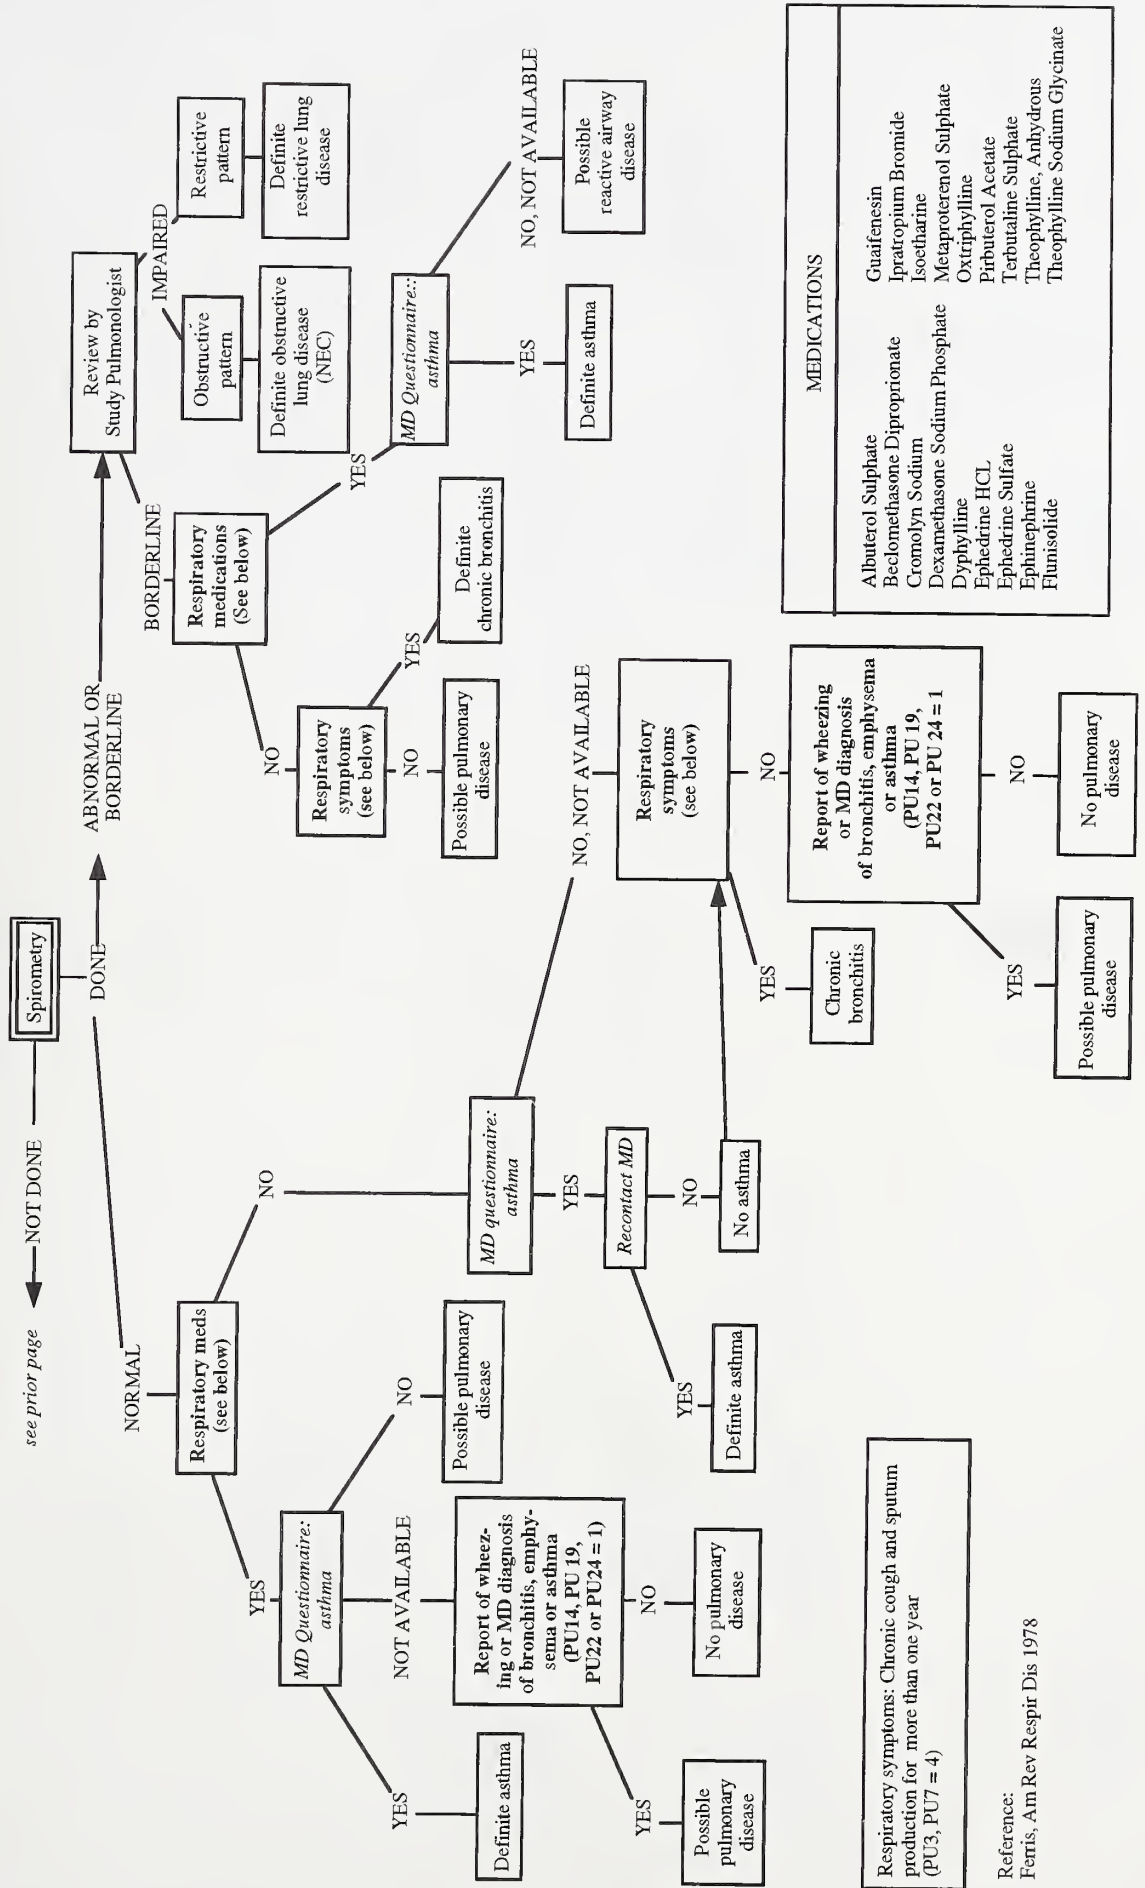 Spirometry
see prior page
NOT DONE
DONE
NORMAL
ABNORMAL OR
BORDERLINE
Respiratory meds
(see below)
YES
NO
MD Questionnaire:
asthma
YES
NOT AVAILABLE
NO
Definite asthma
Report of wheez-
ing or MD diagnosis
of bronchitis, emphy-
sema or asthma
(PU14, PU 19,
PU22 or PU24 = 1)
Possible pulmonary
disease
YES
NO
Possible
pulmonary
disease
No pulmonary
disease
MD questionnaire:
asthma
YES
NO, NOT AVAILABLE
Recontact MD
YES
NO
Definite asthma
No asthma
Respiratory
symptoms
(see below)
YES
NO
Chronic
bronchitis
Report of wheezing
or MD diagnosis
of bronchitis, emphysema
or asthma
(PU14, PU 19,
PU22 or PU 24 = 1
YES
NO
Possible pulmonary
disease
No pulmonary
disease
Review by
Study Pulmonologist
BORDERLINE
IMPAIRED
Respiratory
medications
(See below)
Obstructive
pattern
Restrictive
pattern
Definite obstructive
lung disease
(NEC)
Definite
restrictive lung
disease
NO
YES
Respiratory
symptoms
(see below)
NO
YES
Possible pulmonary
disease
Definite
chronic bronchitis
MD Questionnaire::
asthma
YES
NO, NOT AVAILABLE
Definite asthma
Possible
reactive airway
disease
Respiratory symptoms: Chronic cough and sputum
production for more than one year
(PU3, PU7 = 4)
Reference:
Ferris, Am Rev Respir Dis 1978
MEDICATIONS
Albuterol Sulphate
Beclomethasone Diproprionate
Cromolyn Sodium
Dexamethasone Sodium Phosphate
Dyphylline
Ephedrine HCL
Ephedrine Sulfate
Ephinephrine
Flunisolide
Guaifenesin
Ipratropium Bromide
Isoetharine
Metaproterenol Sulphate
Oxtriphylline
Pirbuterol Acetate
Terbutaline Sulphate
Theophylline, Anhydrous
Theophylline Sodium Glycinate